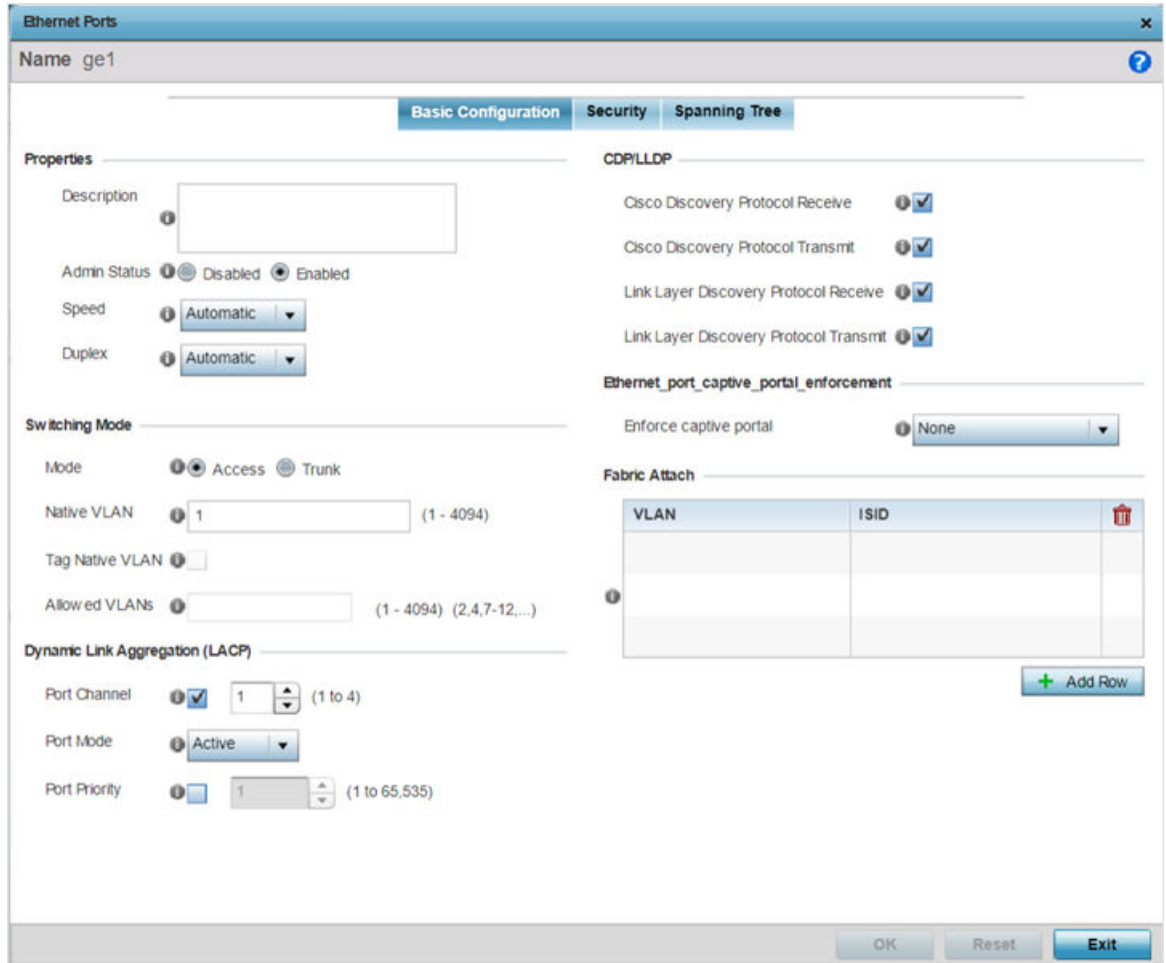 Ethernet Ports
Name ge1
Basic Configuration Security Spanning Tree
Properties
Description
Admin Status Disabled Enabled
Speed Automatic
Duplex Automatic
Switching Mode
Mode Access Trunk
Native VLAN 1 (1 - 4094)
Tag Native VLAN
Allowed VLANs (1 - 4094) (2,4,7-12,...)
Dynamic Link Aggregation (LACP)
Port Channel 1 (1 to 4)
Port Mode Active
Port Priority 1 (1 to 65,535)
CDP/LLDP
Cisco Discovery Protocol Receive
Cisco Discovery Protocol Transmit
Link Layer Discovery Protocol Receive
Link Layer Discovery Protocol Transmit
Ethernet_port_captive_portal_enforcement
Enforce captive portal None
Fabric Attach
VLAN ISID
+ Add Row
OK Reset Exit